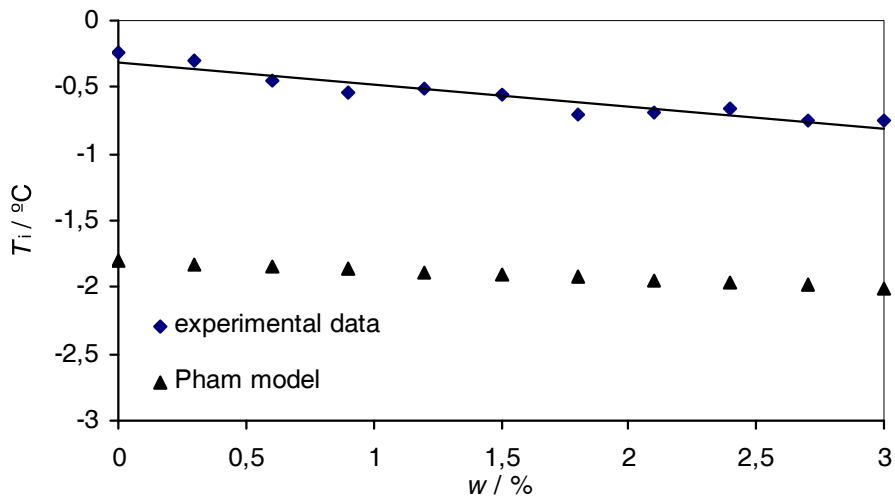 0
-0,5
-1
-1,5
-2
-2,5
-3
T i / ºC
experimental data
Pham model
0 0,5 1 1,5 2 2,5 3
w / %